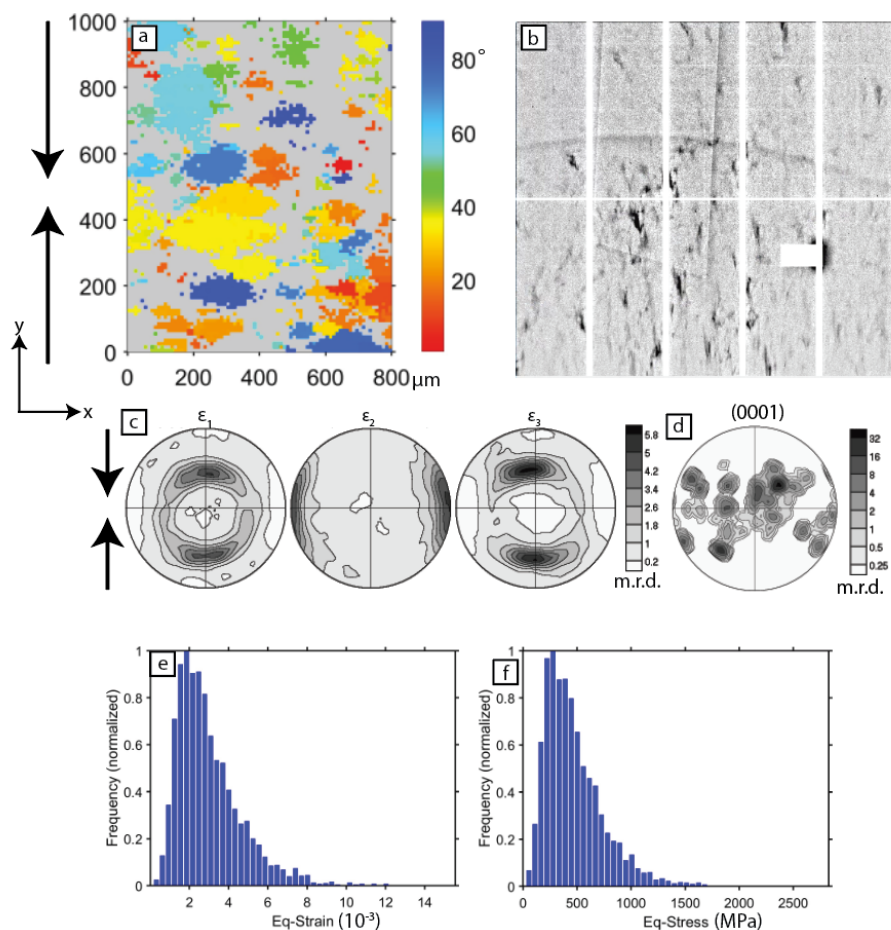 a
1000
800
600
400
200
0
0 200 400 600 800 μm
80°
60
40
20
y
x
b
c
ε1
ε2
ε3
5.8
5
4.2
3.4
2.6
1.8
1
0.2
m.r.d.
d
(0001)
32
16
8
4
2
1
0.5
0.25
m.r.d.
e
Frequency (normalized)
1
0.8
0.6
0.4
0.2
0
2 4 6 8 10 12 14
Eq-Strain (10-3)
f
Frequency (normalized)
1
0.8
0.6
0.4
0.2
0
0 500 1000 1500 2000 2500
Eq-Stress (MPa)